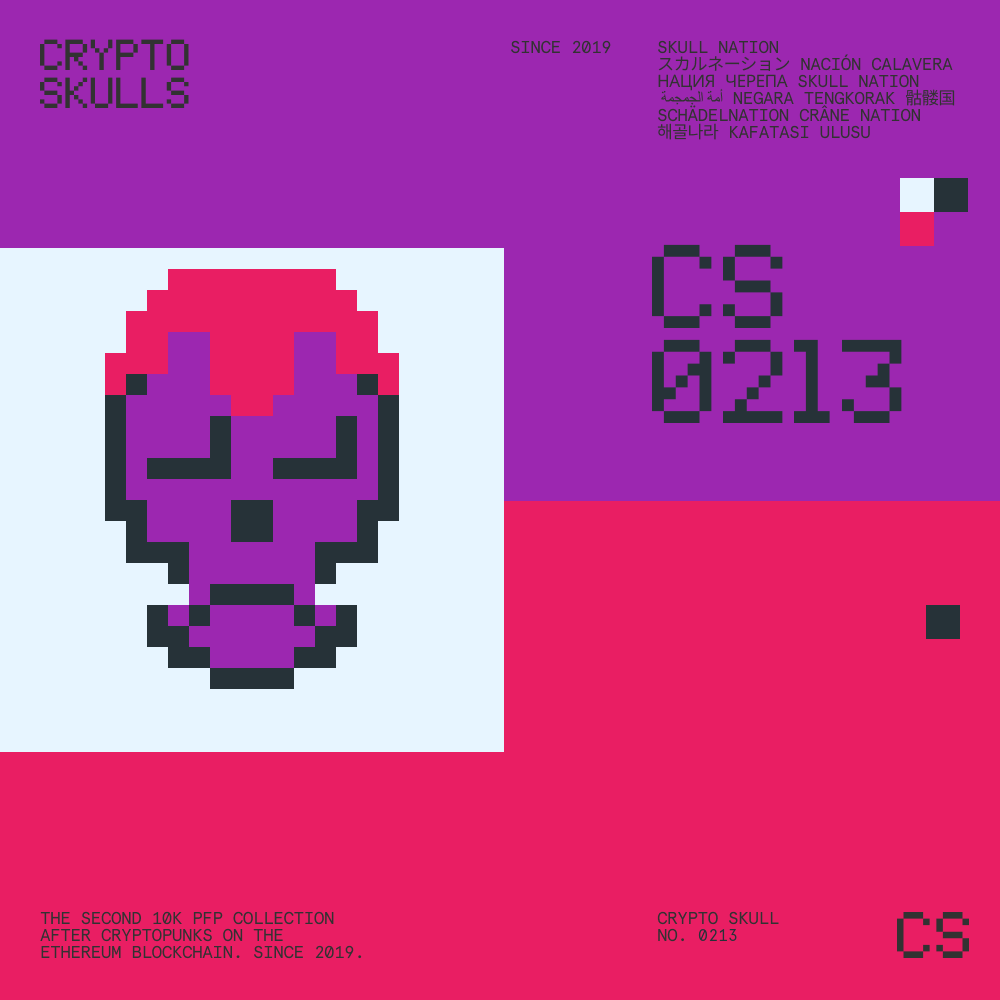 CRYPTO
SKULLS
SINCE 2019
SKULL NATION
スカルネーション NACIÓN CALAVERA
НАЦИЯ ЧЕРЕПА SKULL NATION
أمة الجمجمة NEGARA TENGKORAK 骷髅国
SCHÄDELNATION CRÂNE NATION
해골나라 KAFATASI ULUSU
CS
0213
THE SECOND 10K PFP COLLECTION
AFTER CRYPTOPUNKS ON THE
ETHEREUM BLOCKCHAIN. SINCE 2019.
CRYPTO SKULL
NO. 0213
CS